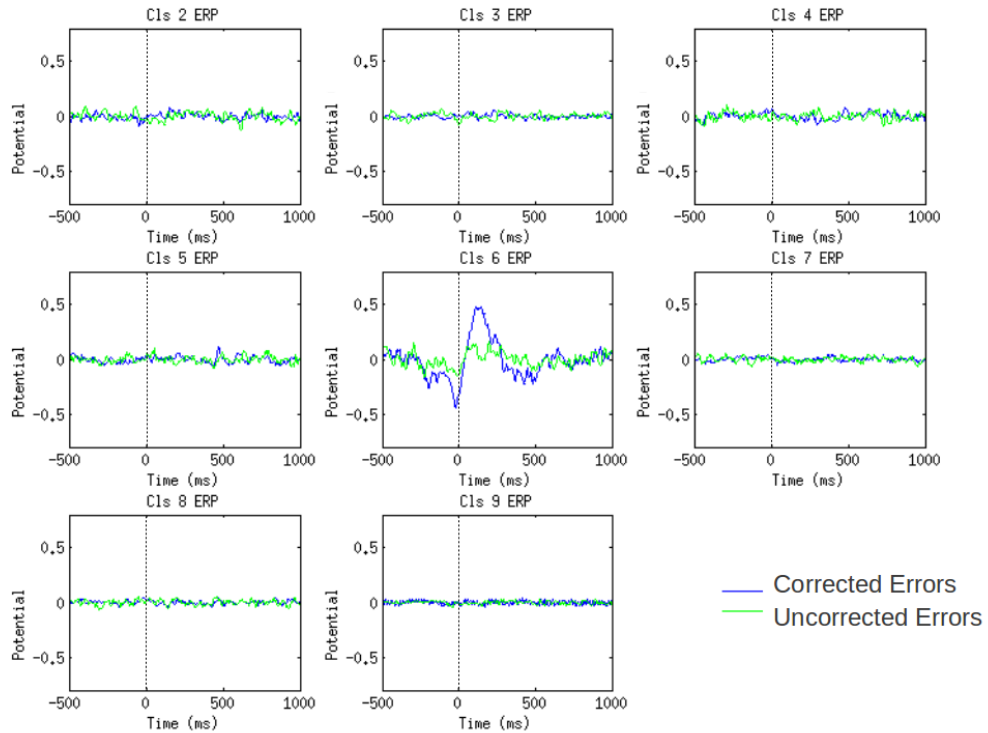 Cls 2 ERP
Potential
0.5
0
-0.5
-500 0 500 1000
Time (ms)
Cls 3 ERP
Potential
0.5
0
-0.5
-500 0 500 1000
Time (ms)
Cls 4 ERP
Potential
0.5
0
-0.5
-500 0 500 1000
Time (ms)
Cls 5 ERP
Potential
0.5
0
-0.5
-500 0 500 1000
Time (ms)
Cls 6 ERP
Potential
0.5
0
-0.5
-500 0 500 1000
Time (ms)
Cls 7 ERP
Potential
0.5
0
-0.5
-500 0 500 1000
Time (ms)
Cls 8 ERP
Potential
0.5
0
-0.5
-500 0 500 1000
Time (ms)
Cls 9 ERP
Potential
0.5
0
-0.5
-500 0 500 1000
Time (ms)
Corrected Errors
Uncorrected Errors